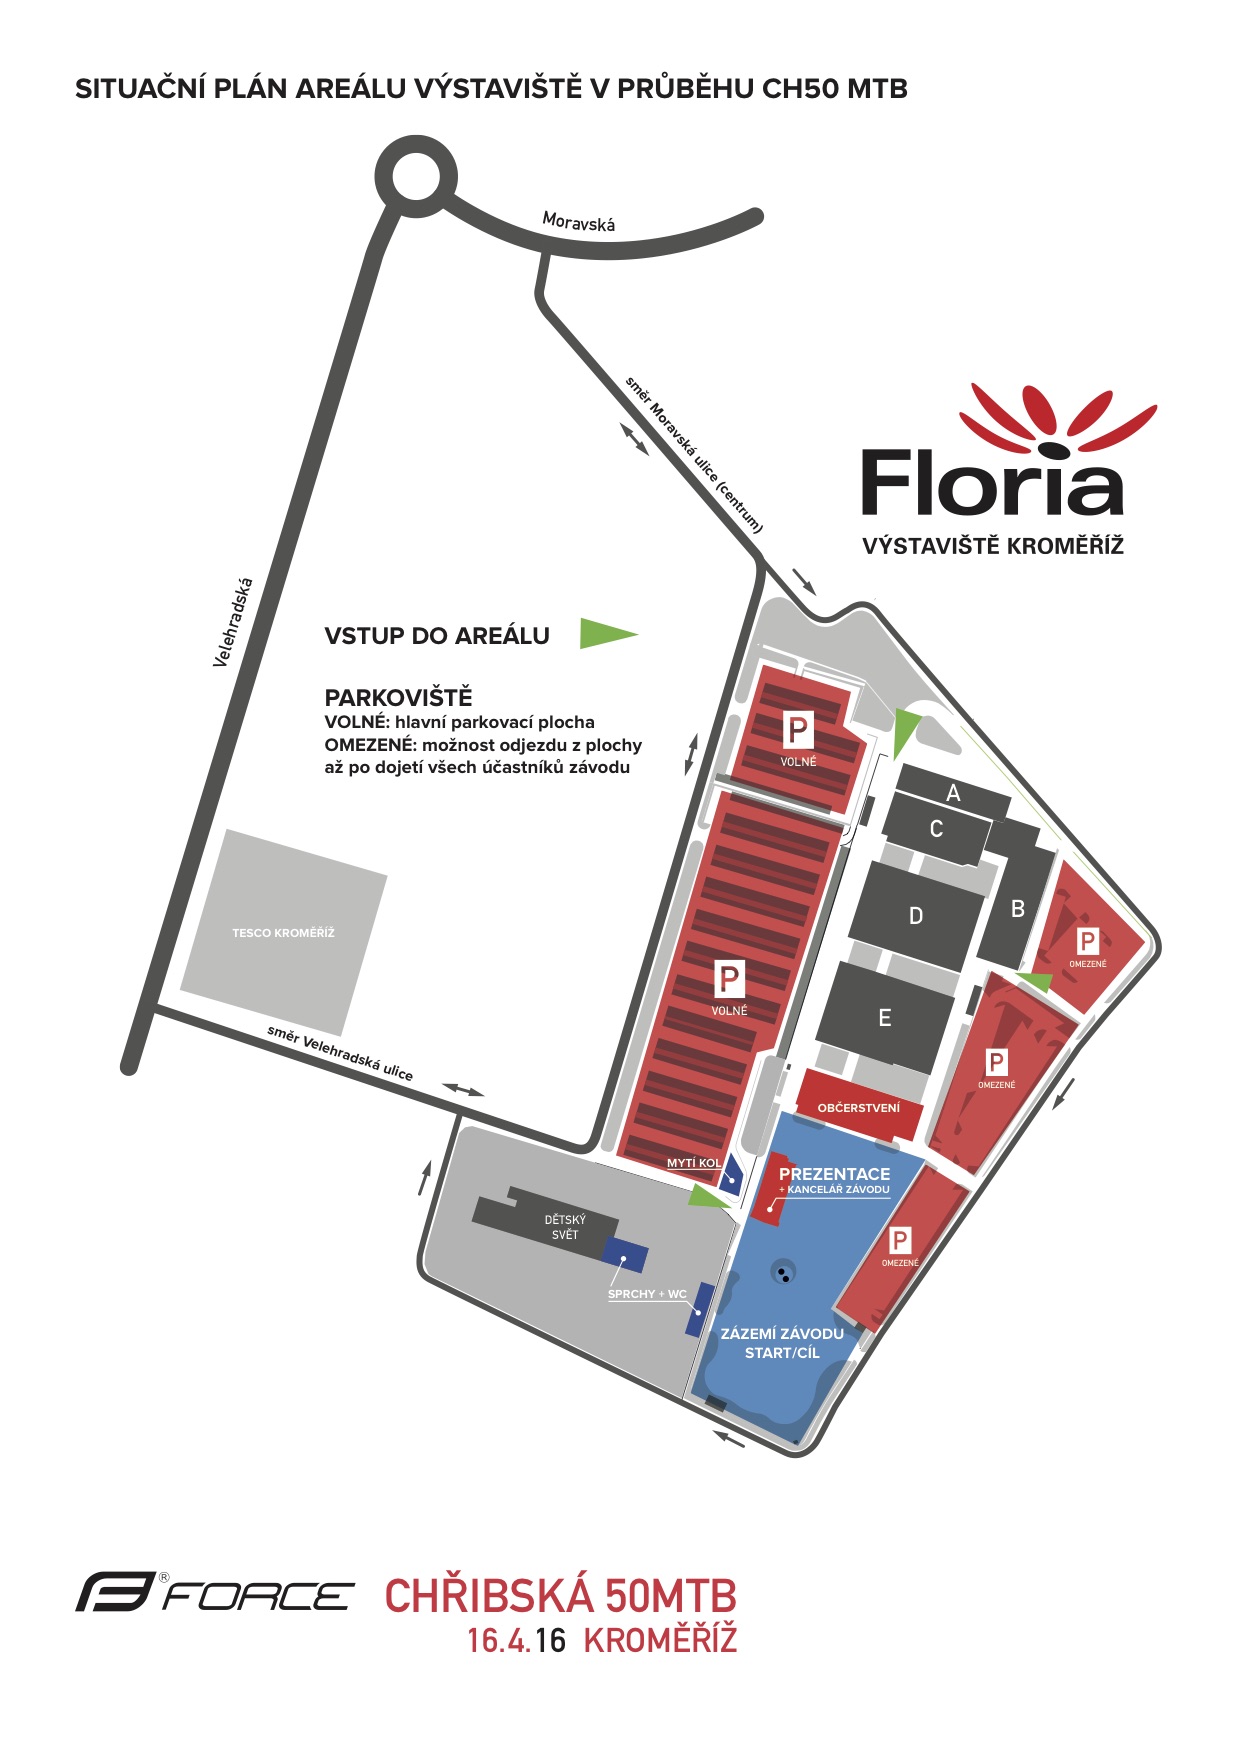 SITUAČNÍ PLÁN AREÁLU VÝSTAVIŠTĚ V PRŮBĚHU CH50 MTB
Moravská
směr Moravská ulice (centrum)
Floria
VÝSTAVIŠTĚ KROMĚŘÍŽ
Velehradská
VSTUP DO AREÁLU
PARKOVIŠTĚ
VOLNÉ: hlavní parkovací plocha
OMEZENÉ: možnost odjezdu z plochy
až po dojetí všech účastníků závodu
P
VOLNÉ
A
C
B
D
E
P
OMEZENÉ
TESCO KROMĚŘÍŽ
P
VOLNÉ
směr Velehradská ulice
P
OMEZENÉ
OBČERSTVENÍ
MYTÍ KOL
PREZENTACE
+ KANCELÁŘ ZÁVODU
DĚTSKÝ
SVĚT
P
OMEZENÉ
SPRCHY + WC
ZÁZEMÍ ZÁVODU
START/CÍL
® FORCE
CHŘIBSKÁ 50MTB
16.4.16 KROMĚŘÍŽ